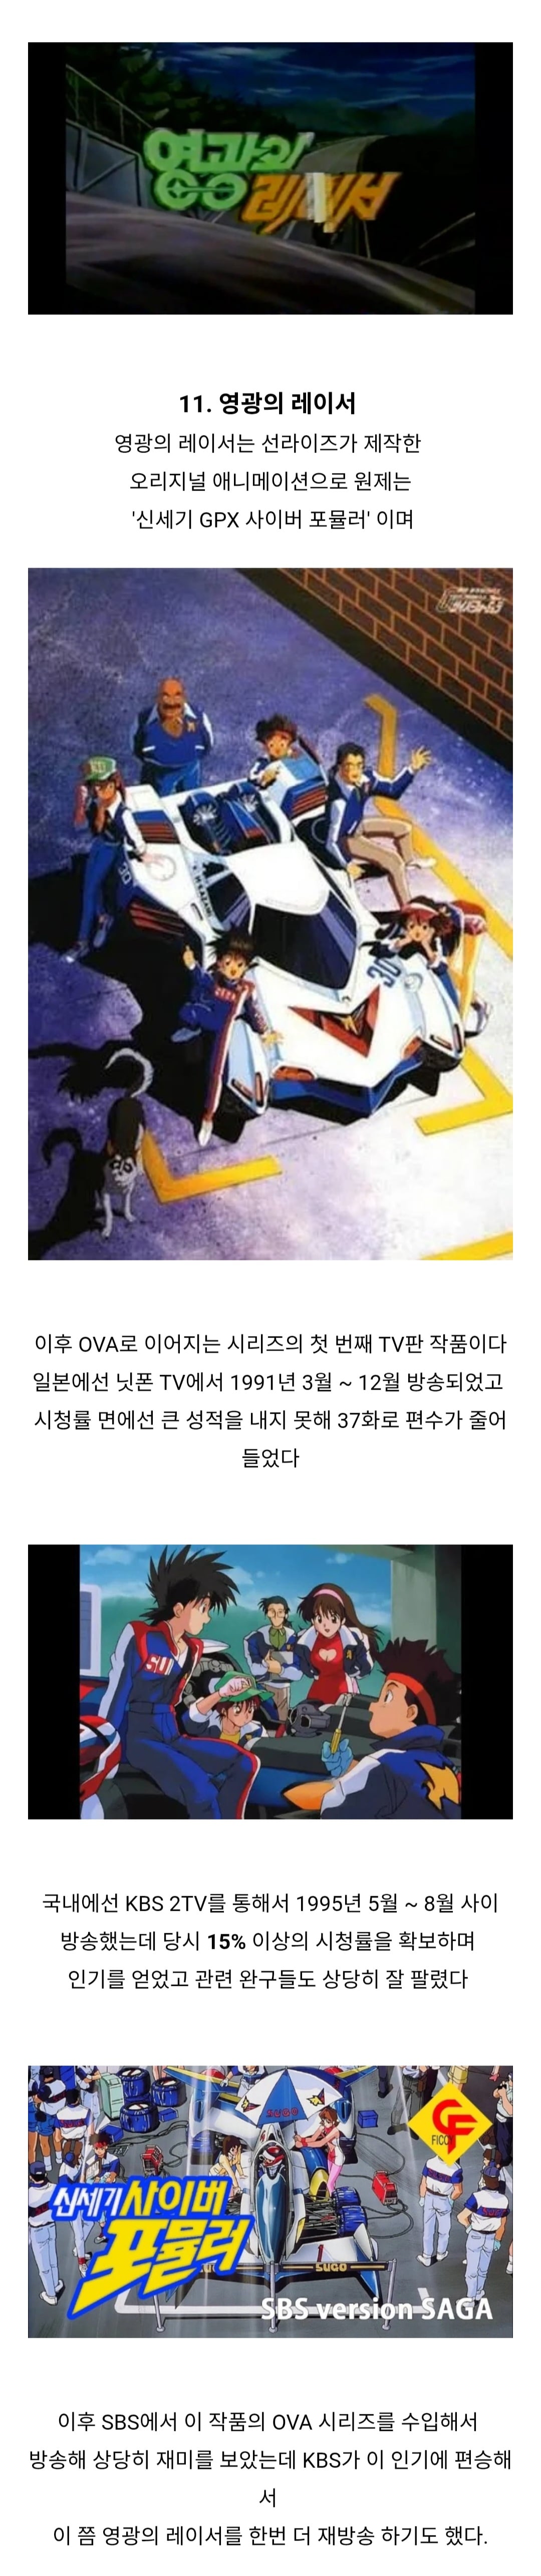 영광의
레이서
11. 영광의 레이서
영광의 레이서는 선라이즈가 제작한
오리지널 애니메이션으로 원제는
'신세기 GPX 사이버 포뮬러' 이며
30
이후 OVA로 이어지는 시리즈의 첫 번째 TV판 작품이다
일본에선 닛폰 TV에서 1991년 3월 ~ 12월 방송되었고
시청률 면에선 큰 성적을 내지 못해 37화로 편수가 줄어
들었다
국내에선 KBS 2TV를 통해서 1995년 5월 ~ 8월 사이
방송했는데 당시 15% 이상의 시청률을 확보하며
인기를 얻었고 관련 완구들도 상당히 잘 팔렸다
SUGO
CF
FICC
신세기 사이버
포뮬러
SUGO
SBS version SAGA
이후 SBS에서 이 작품의 OVA 시리즈를 수입해서
방송해 상당히 재미를 보았는데 KBS가 이 인기에 편승해
서
이 쯤 영광의 레이서를 한번 더 재방송 하기도 했다.